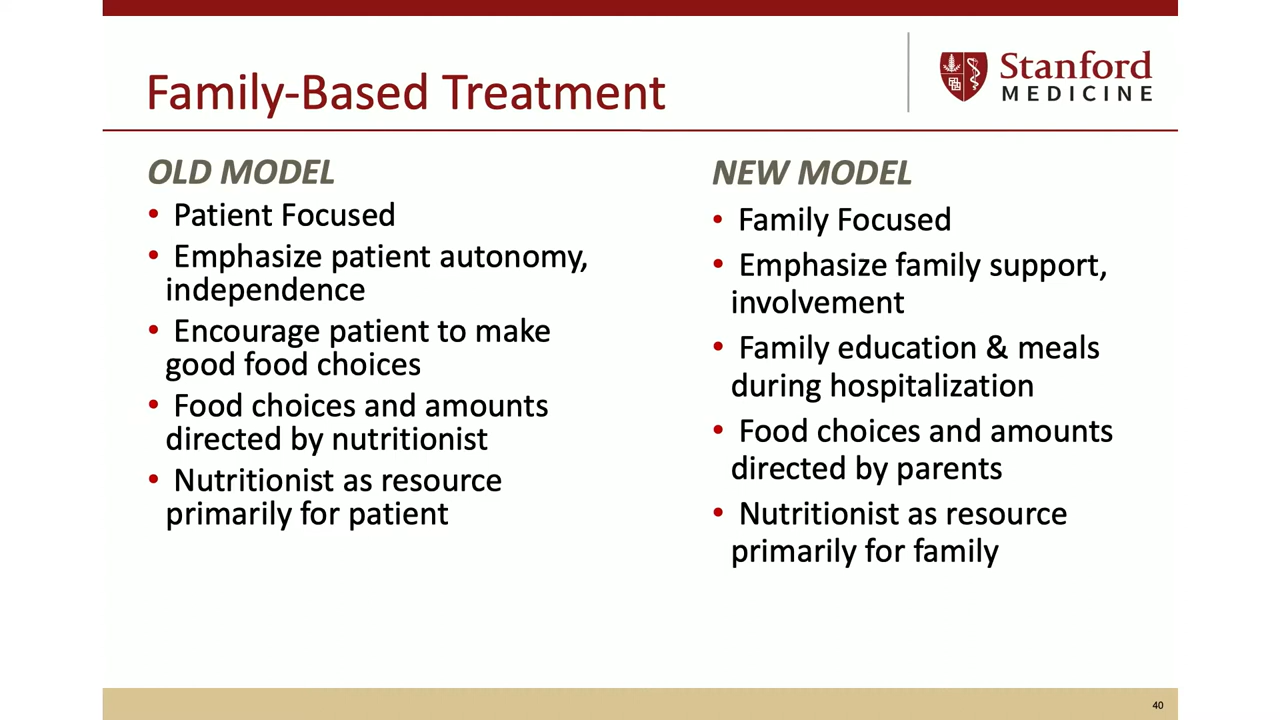 Family-Based Treatment
Stanford
MEDICINE
OLD MODEL
• Patient Focused
• Emphasize patient autonomy,
independence
• Encourage patient to make
good food choices
• Food choices and amounts
directed by nutritionist
• Nutritionist as resource
primarily for patient
NEW MODEL
• Family Focused
• Emphasize family support,
involvement
• Family education & meals
during hospitalization
• Food choices and amounts
directed by parents
• Nutritionist as resource
primarily for family
40